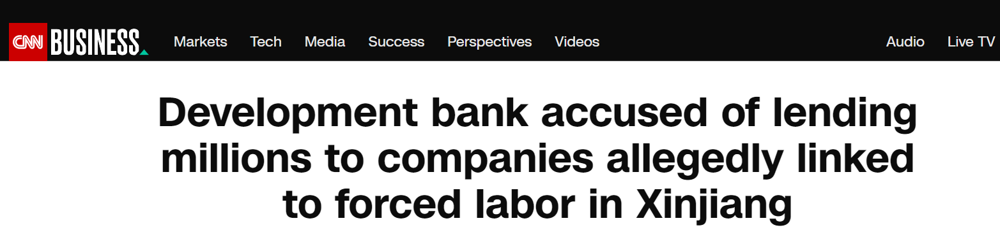 CNN BUSINESS Markets Tech Media Success Perspectives Videos Audio Live TV
Development bank accused of lending
millions to companies allegedly linked
to forced labor in Xinjiang